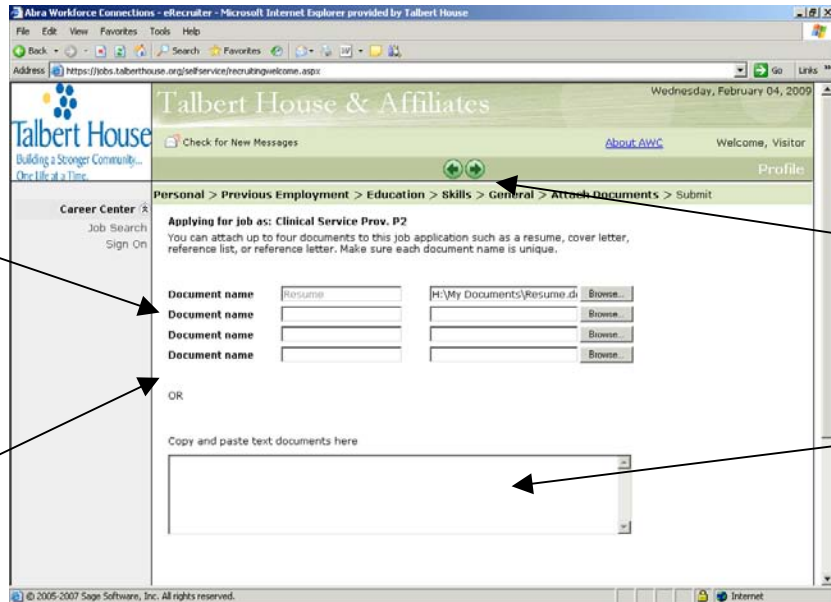 Abra Workforce Connections - eRecruiter - Microsoft Internet Explorer provided by Talbert House
File Edit View Favorites Tools Help
Back Search Favorites
Address https://jobs.talberthouse.org/selfservice/recruitingwelcome.aspx Go Links
Talbert House
Building a Stronger Community...
One Life at a Time.
Talbert House & Affiliates
Wednesday, February 04, 2009
Check for New Messages About AWC Welcome, Visitor
Profile
Personal > Previous Employment > Education > Skills > General > Attach Documents > Submit
Career Center
Job Search
Sign On
Applying for job as: Clinical Service Prov. P2
You can attach up to four documents to this job application such as a resume, cover letter,
reference list, or reference letter. Make sure each document name is unique.
Document name Resume H:\My Documents\Resume.d Browse...
Document name Browse...
Document name Browse...
Document name Browse...
OR
Copy and paste text documents here
© 2005-2007 Sage Software, Inc. All rights reserved. Internet